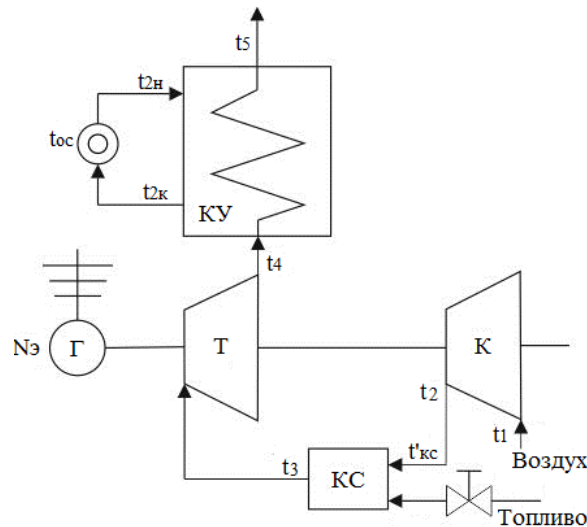 t5
t2н
tос
t2к
КУ
t4
Nэ
Г
Т
К
t2
t1
t'кс
t3
КС
Воздух
Топливо